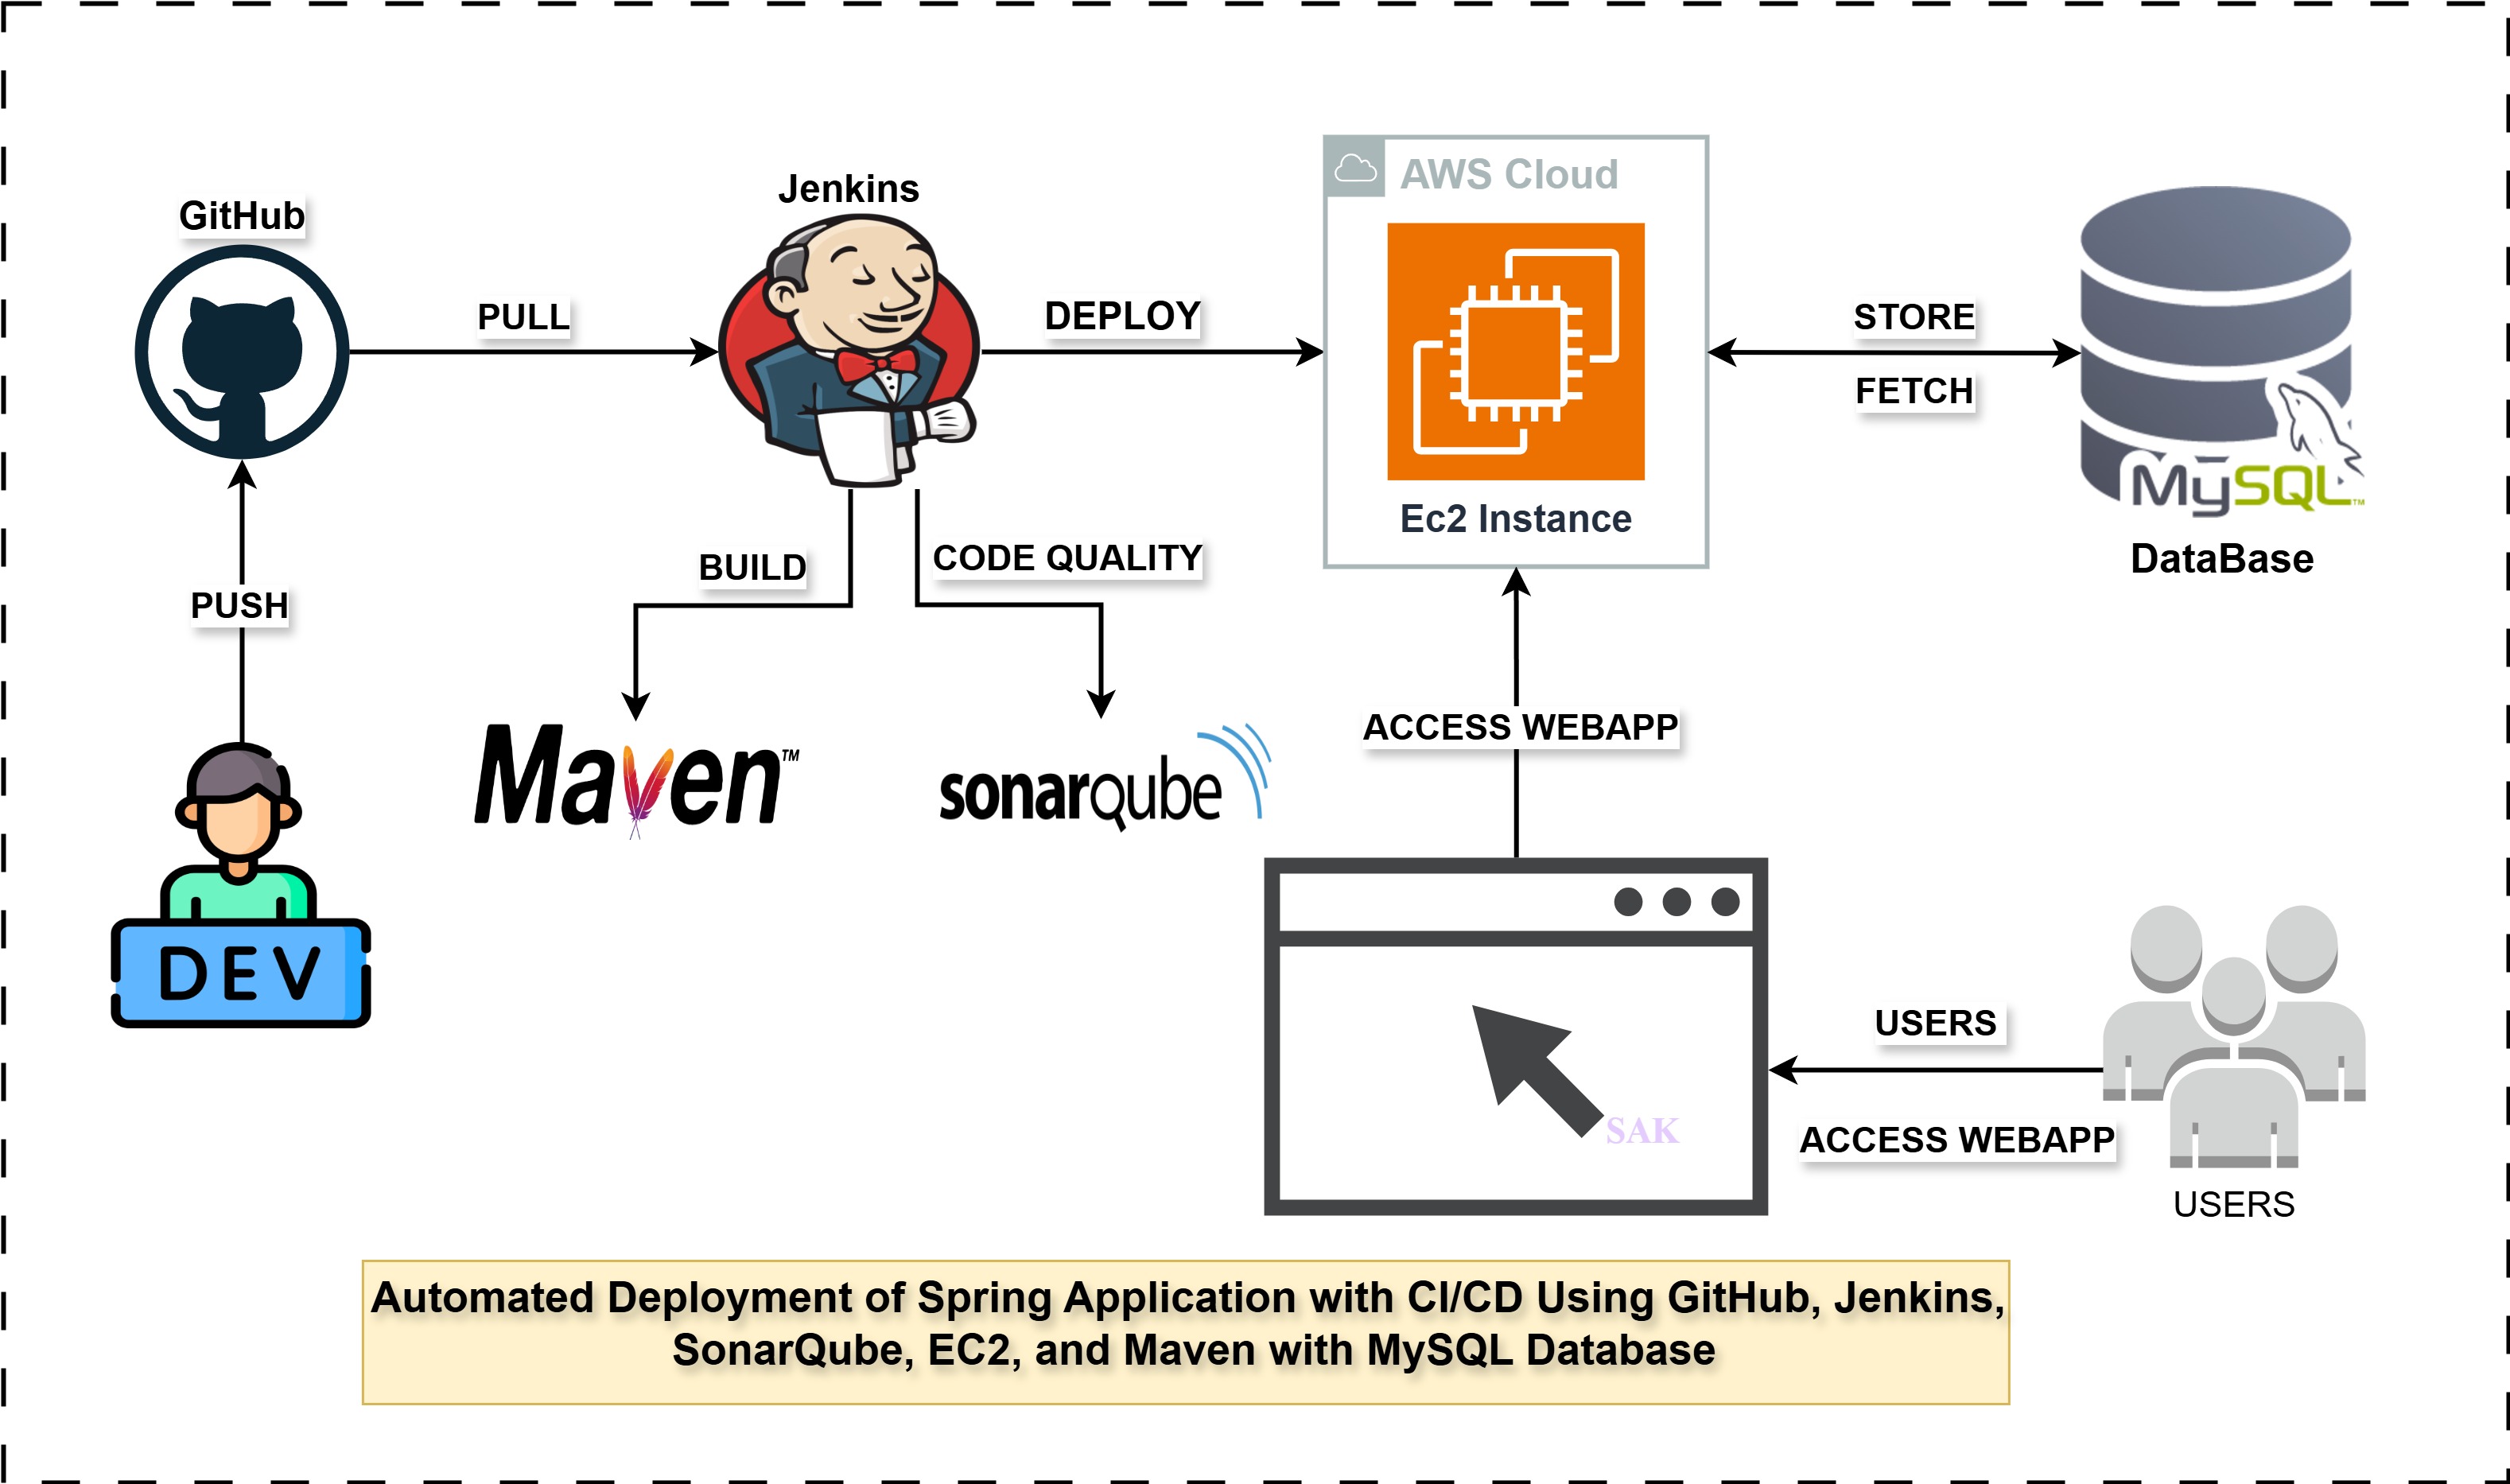 GitHub
Jenkins
AWS Cloud
PULL
DEPLOY
STORE
FETCH
MySQL™
Ec2 Instance
DataBase
BUILD
CODE QUALITY
PUSH
Maven™
sonarqube
ACCESS WEBAPP
DEV
USERS
SAK
ACCESS WEBAPP
USERS
Automated Deployment of Spring Application with CI/CD Using GitHub, Jenkins,
SonarQube, EC2, and Maven with MySQL Database